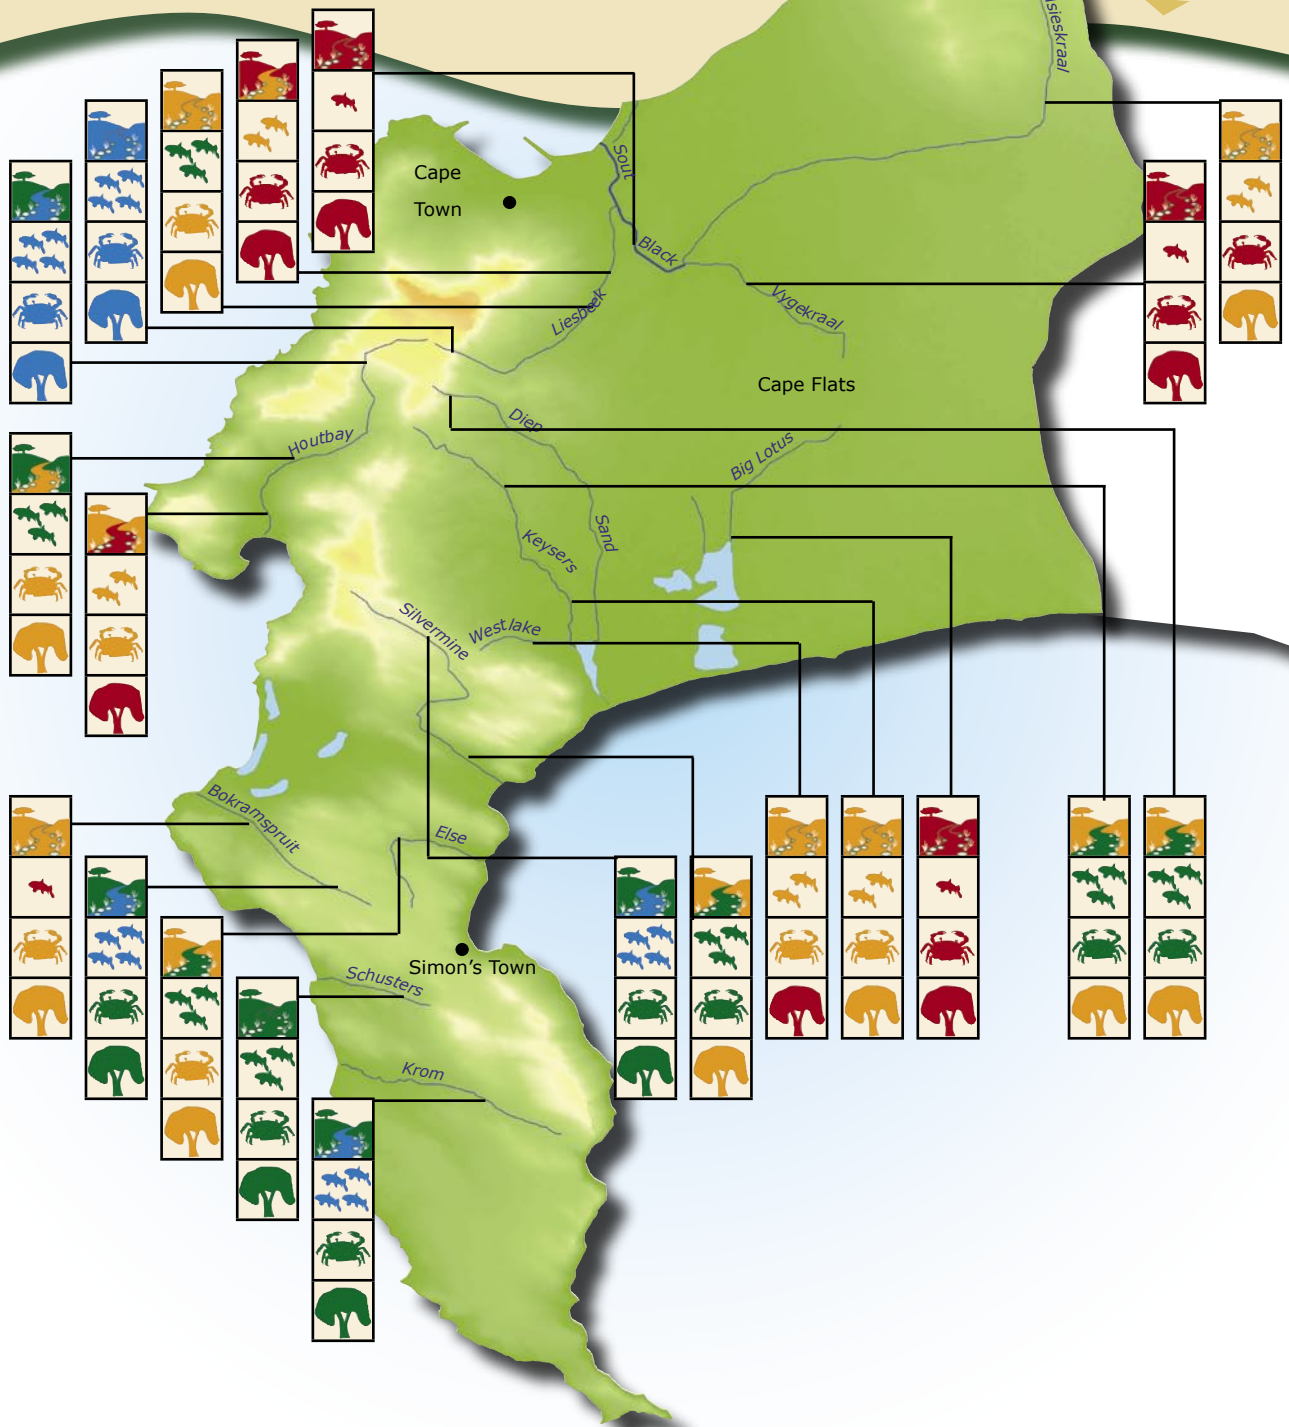 sieskraal
Cape
Town
Sout
Black
Liesbeek
Vygekraal
Cape Flats
Diep
Houtbay
Big Lotus
Sand
Keysers
Silvermine
Westlake
Bokramspruit
Else
Simon's Town
Schusters
Krom